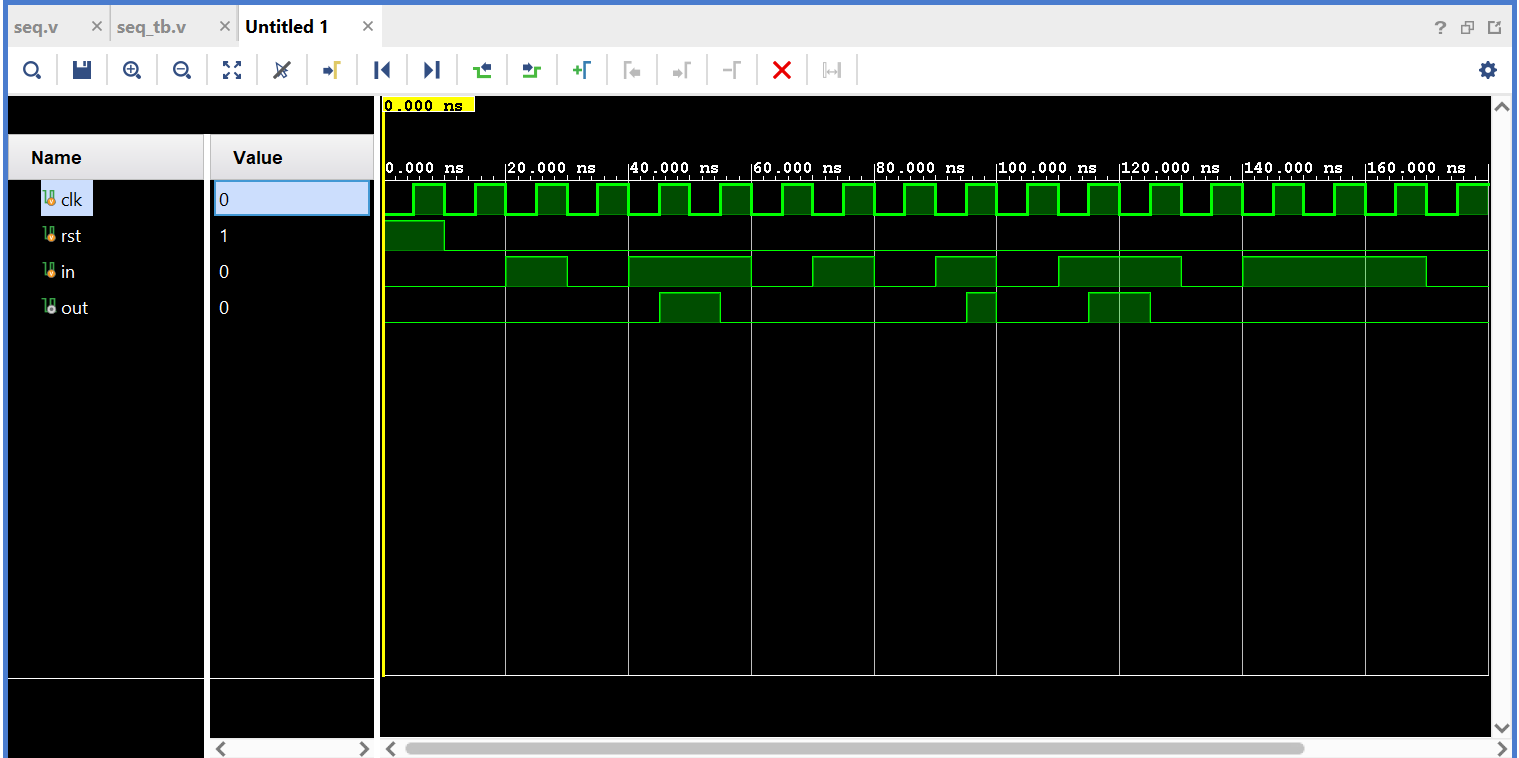 seq.v × seq_tb.v × Untitled 1 ×
?
0.000 ns
Name Value
0.000 ns 20.000 ns 40.000 ns 60.000 ns 80.000 ns 100.000 ns 120.000 ns 140.000 ns 160.000 ns
clk 0
rst 1
in 0
out 0